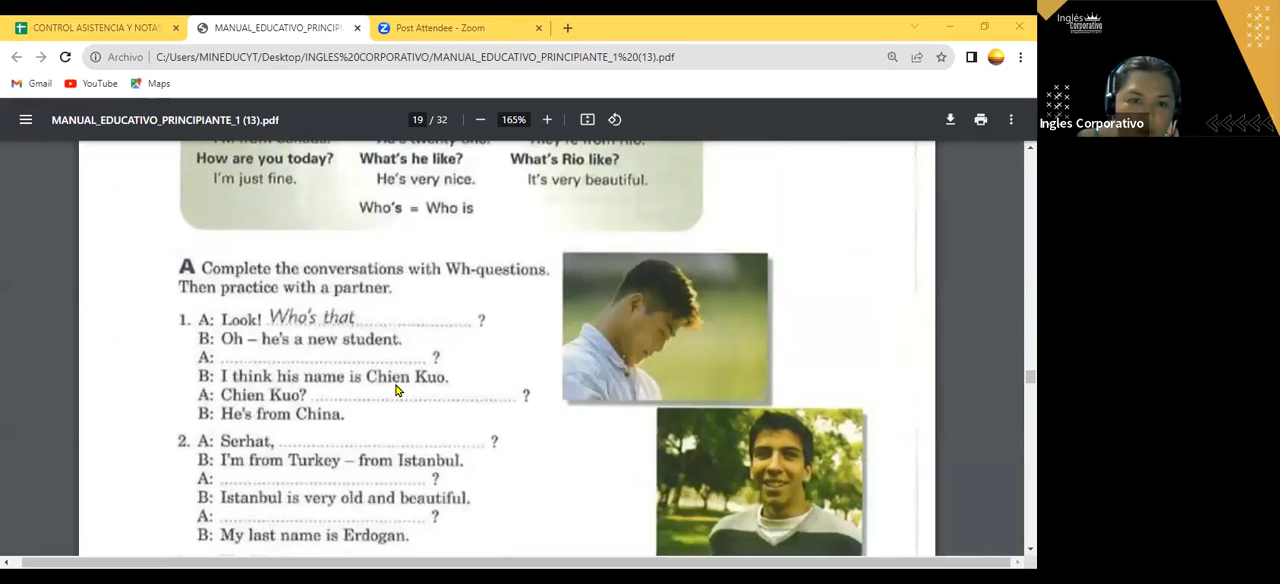 CONTROL ASISTENCIA Y NOTAS
MANUAL_EDUCATIVO_PRINCIPI
Post Attendee - Zoom
Archivo
C:/Users/MINEDUCYT/Desktop/INGLES%20CORPORATIVO/MANUAL_EDUCATIVO_PRINCIPIANTE_1%20(13).pdf
Gmail
YouTube
Maps
MANUAL_EDUCATIVO_PRINCIPIANTE_1 (13).pdf
19 / 32
165%
How are you today? What's he like? What's Rio like?
I'm just fine. He's very nice. It's very beautiful.
Who's = Who is
A Complete the conversations with Wh-questions.
Then practice with a partner.
1. A: Look! Who's that ?
B: Oh – he's a new student.
A: ?
B: I think his name is Chien Kuo.
A: Chien Kuo? ?
B: He's from China.
2. A: Serhat, ?
B: I'm from Turkey – from Istanbul.
A: ?
B: Istanbul is very old and beautiful.
A: ?
B: My last name is Erdogan.
Inglés
Corporativo
Ingles Corporativo